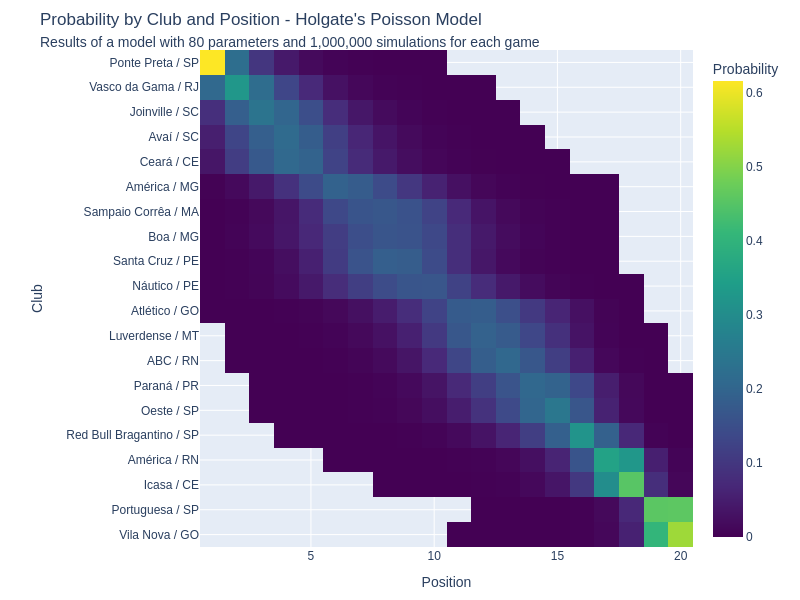 Probability by Club and Position - Holgate's Poisson Model
Results of a model with 80 parameters and 1,000,000 simulations for each game
Ponte Preta / SP
Vasco da Gama / RJ
Joinville / SC
Avaí / SC
Ceará / CE
América / MG
Sampaio Corrêa / MA
Boa / MG
Santa Cruz / PE
Náutico / PE
Atlético / GO
Luverdense / MT
ABC / RN
Paraná / PR
Oeste / SP
Red Bull Bragantino / SP
América / RN
Icasa / CE
Portuguesa / SP
Vila Nova / GO
Club
5
10
15
20
Position
Probability
0.6
0.5
0.4
0.3
0.2
0.1
0